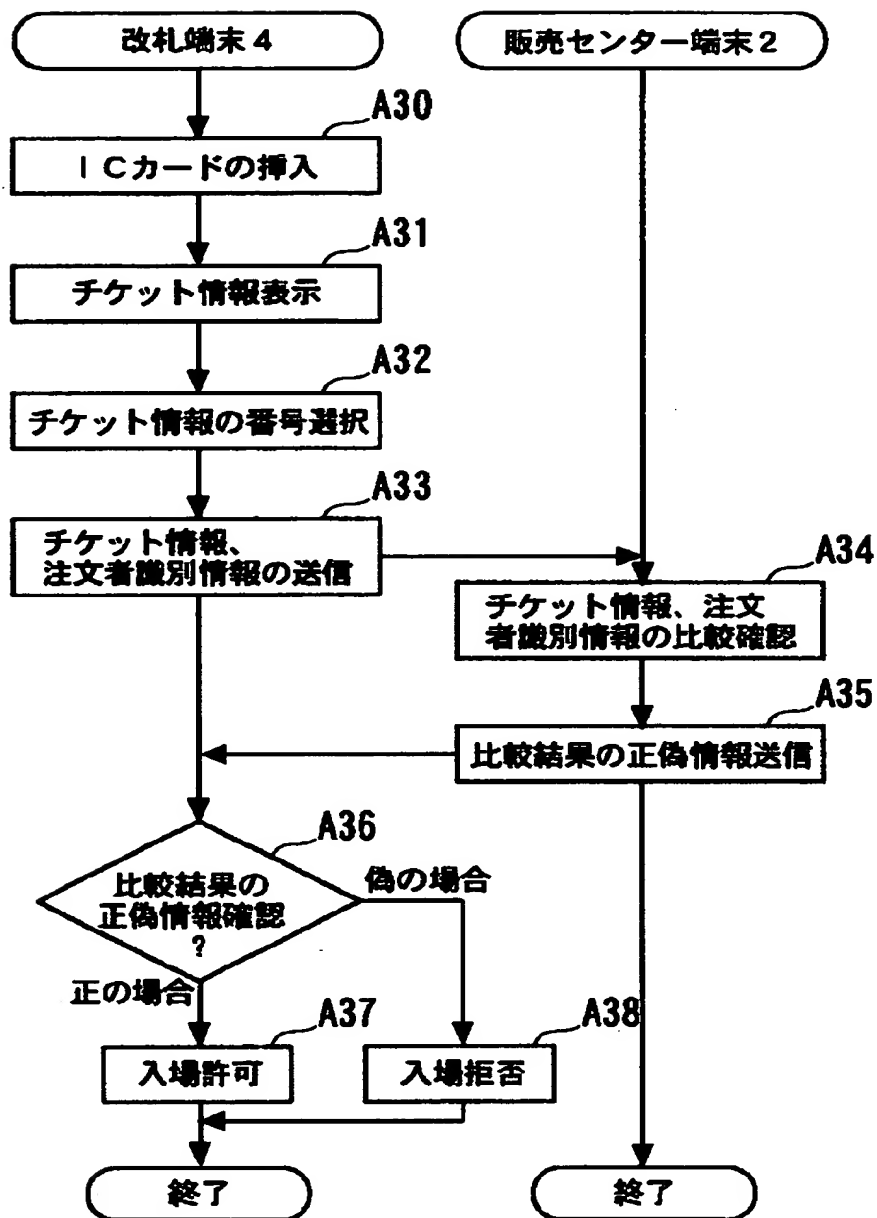 改札端末4
販売センター端末2
A30
ICカードの挿入
A31
チケット情報表示
A32
チケット情報の番号選択
A33
チケット情報、
注文者識別情報の送信
A34
チケット情報、注文
者識別情報の比較確認
A35
比較結果の正偽情報送信
A36
比較結果の
正偽情報確認
?
偽の場合
正の場合
A37
入場許可
A38
入場拒否
終了
終了